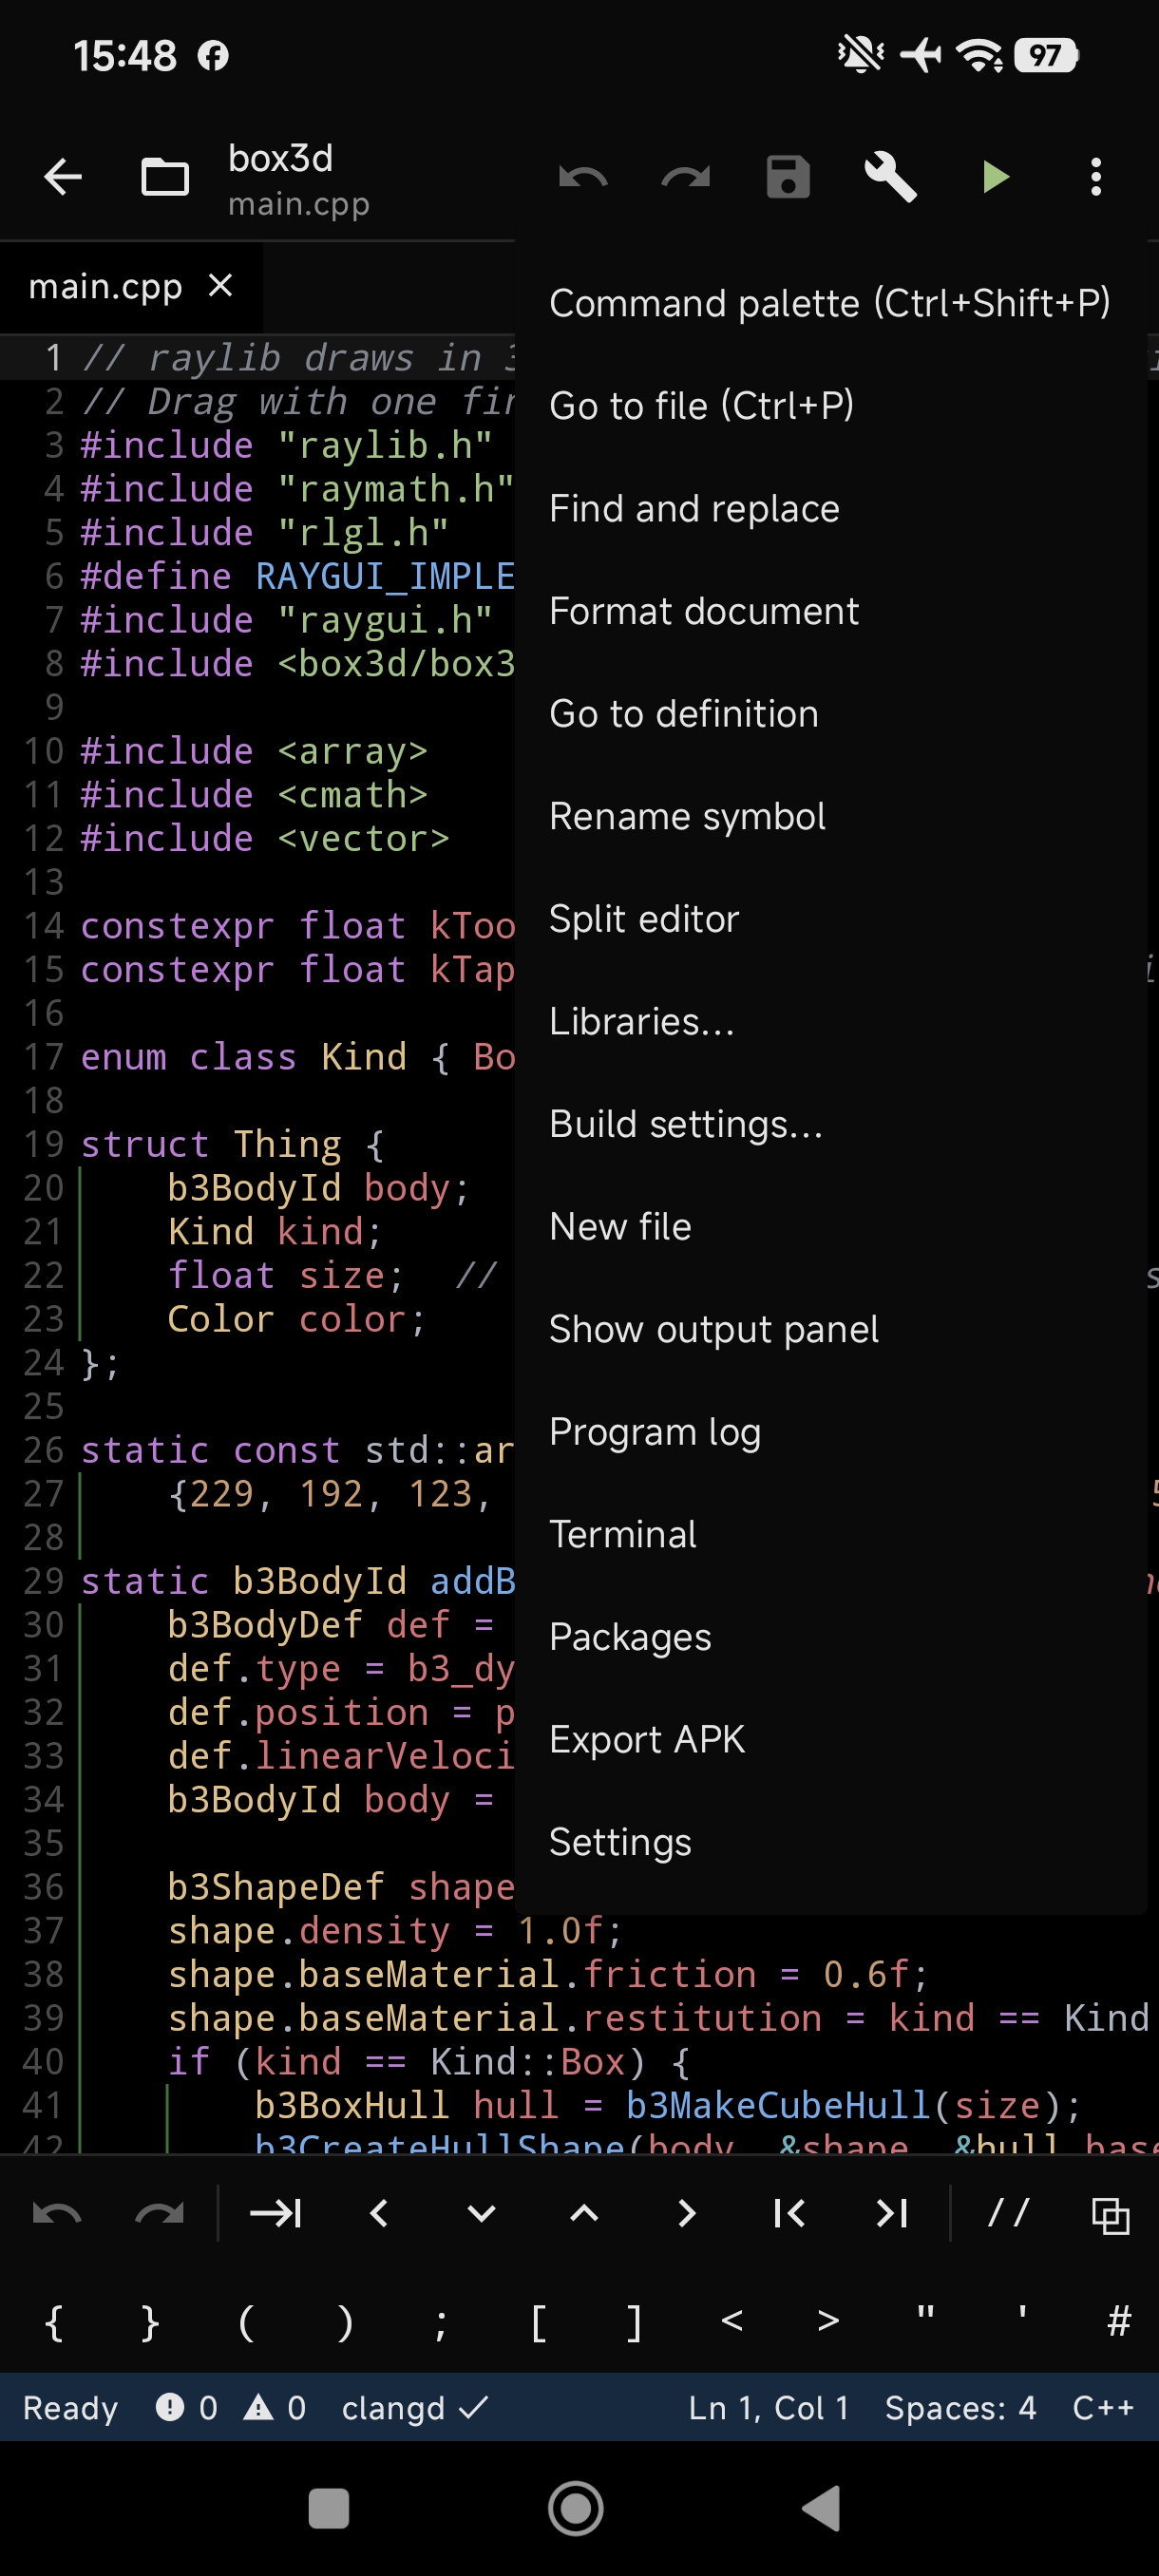 15:48
97
box3d
main.cpp
main.cpp
Command palette (Ctrl+Shift+P)
Go to file (Ctrl+P)
Find and replace
Format document
Go to definition
Rename symbol
Split editor
Libraries...
Build settings...
New file
Show output panel
Program log
Terminal
Packages
Export APK
Settings
1 // raylib draws in
2 // Drag with one
3 #include "raylib.h"
4 #include "raymath.h"
5 #include "rlgl.h"
6 #define RAYGUI_IMPLE
7 #include "raygui.h"
8 #include <box3d/box3
9
10 #include <array>
11 #include <cmath>
12 #include <vector>
13
14 constexpr float kToo
15 constexpr float kTap
16
17 enum class Kind { Bo
18
19 struct Thing {
20 b3BodyId body;
21 Kind kind;
22 float size; //
23 Color color;
24 };
25
26 static const std::ar
27 {229, 192, 123,
28
29 static b3BodyId addB
30 b3BodyDef def =
31 def.type = b3_dy
32 def.position = p
33 def.linearVeloci
34 b3BodyId body =
35
36 b3ShapeDef shape
37 shape.density = 1.0f;
38 shape.baseMaterial.friction = 0.6f;
39 shape.baseMaterial.restitution = kind == Kind
40 if (kind == Kind::Box) {
41 b3BoxHull hull = b3MakeCubeHull(size);
42 b3CreateHullShape(body, &shape, &hull.base
//
{ } ( ) ; [ ] < > " ' #
Ready 0 0 clangd Ln 1, Col 1 Spaces: 4 C++